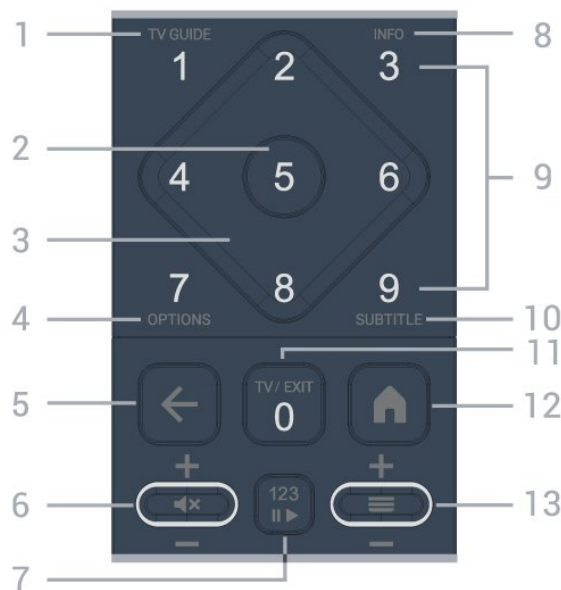 1 TV GUIDE INFO 8
1 2 3
2 9
4 5 6
3
7 8 9
4 OPTIONS SUBTITLE 10
11
TV / EXIT
5 0 12
+ +
6 13
123
- -
7